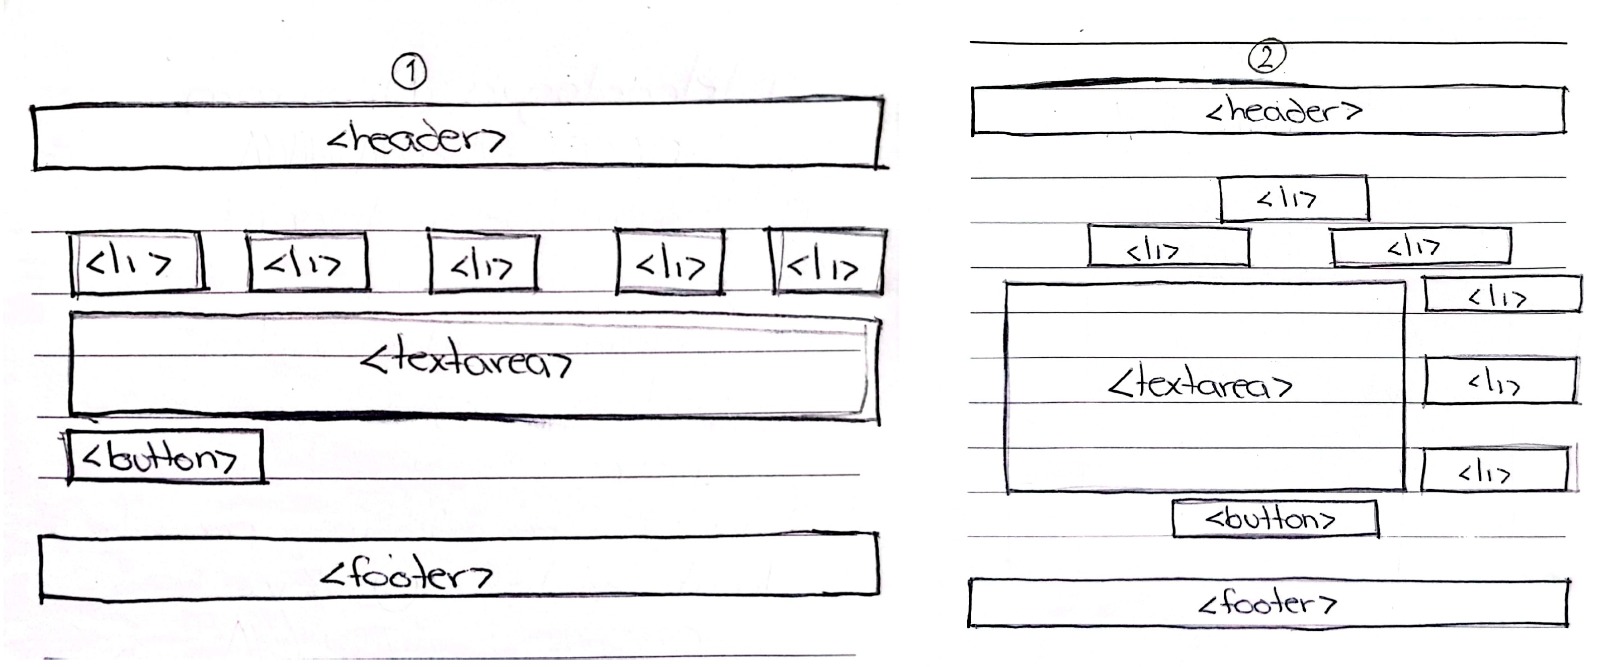 1
<header>
<li> <li> <li> <li> <li>
<textarea>
<button>
<footer>
2
<header>
<li>
<li> <li>
<li>
<textarea> <li>
<li>
<button>
<footer>